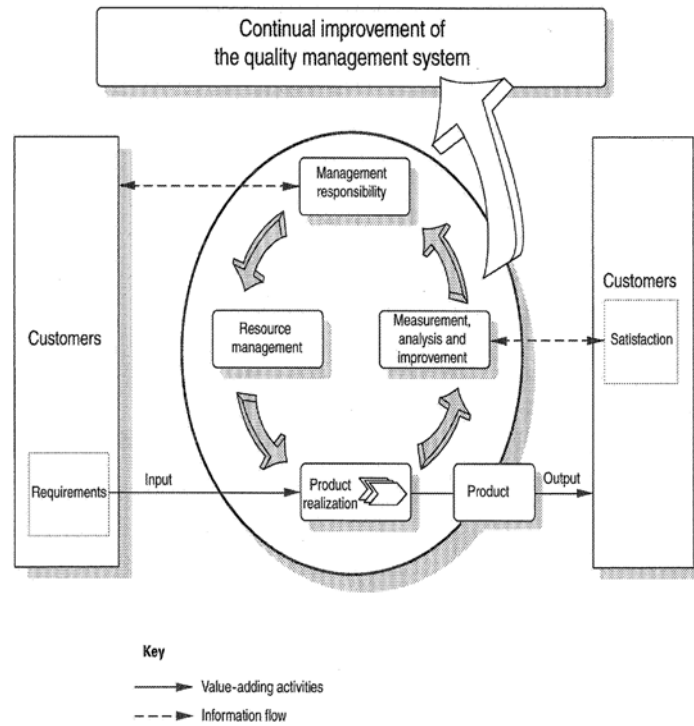 Continual improvement of
the quality management system
Management
responsibility
Customers
Resource
management
Measurement,
analysis and
improvement
Customers
Satisfaction
Requirements
Input
Product
realization
Product
Output
Key
Value-adding activities
Information flow